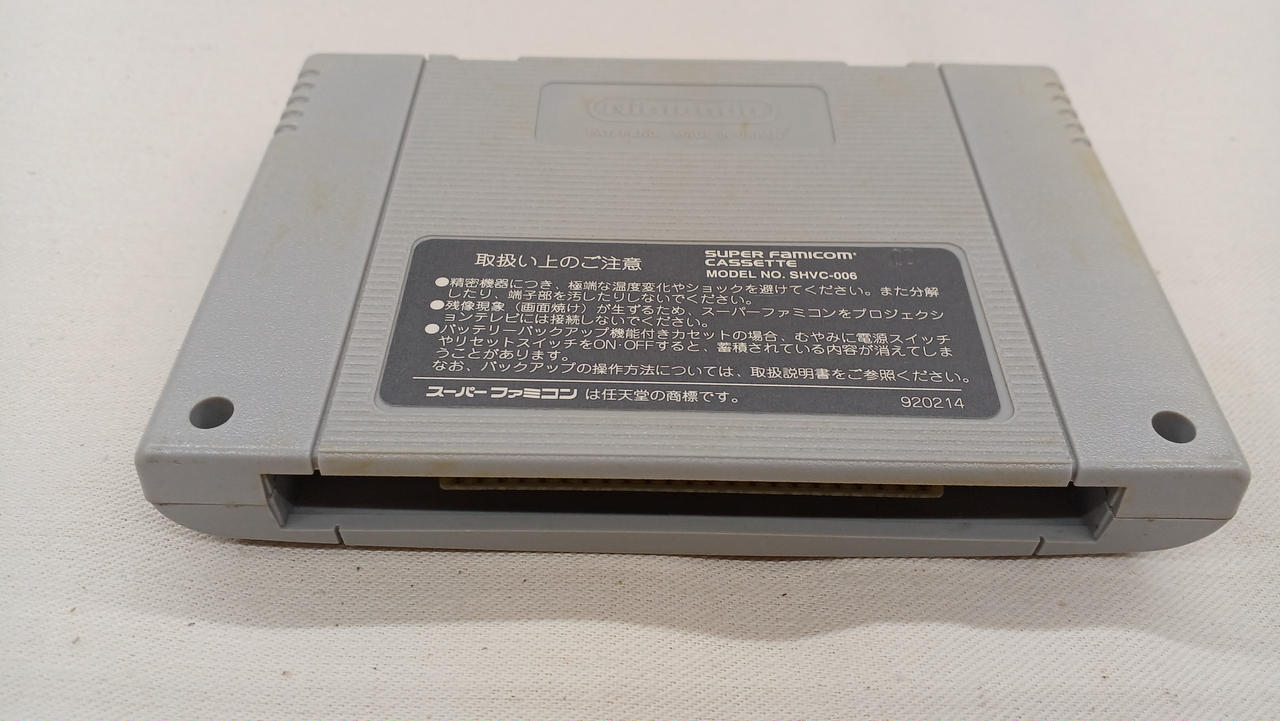 Nintendo
PAT. PEND. MADE IN JAPAN
取扱い上のご注意
SUPER FAMICOM
CASSETTE
MODEL NO. SHVC-006
●精密機器につき、極端な温度変化やショックを避けてください。また分解
したり、端子部を汚したりしないでください。
●残像現象（画面焼け）が生ずるため、スーパーファミコンをプロジェクシ
ョンテレビには接続しないでください。
●バッテリーバックアップ機能付きカセットの場合、むやみに電源スイッチ
やリセットスイッチをON·OFFすると、蓄積されている内容が消えてしま
うことがあります。
なお、バックアップの操作方法については、取扱説明書をご参照ください。
スーパーファミコン は任天堂の商標です。
920214